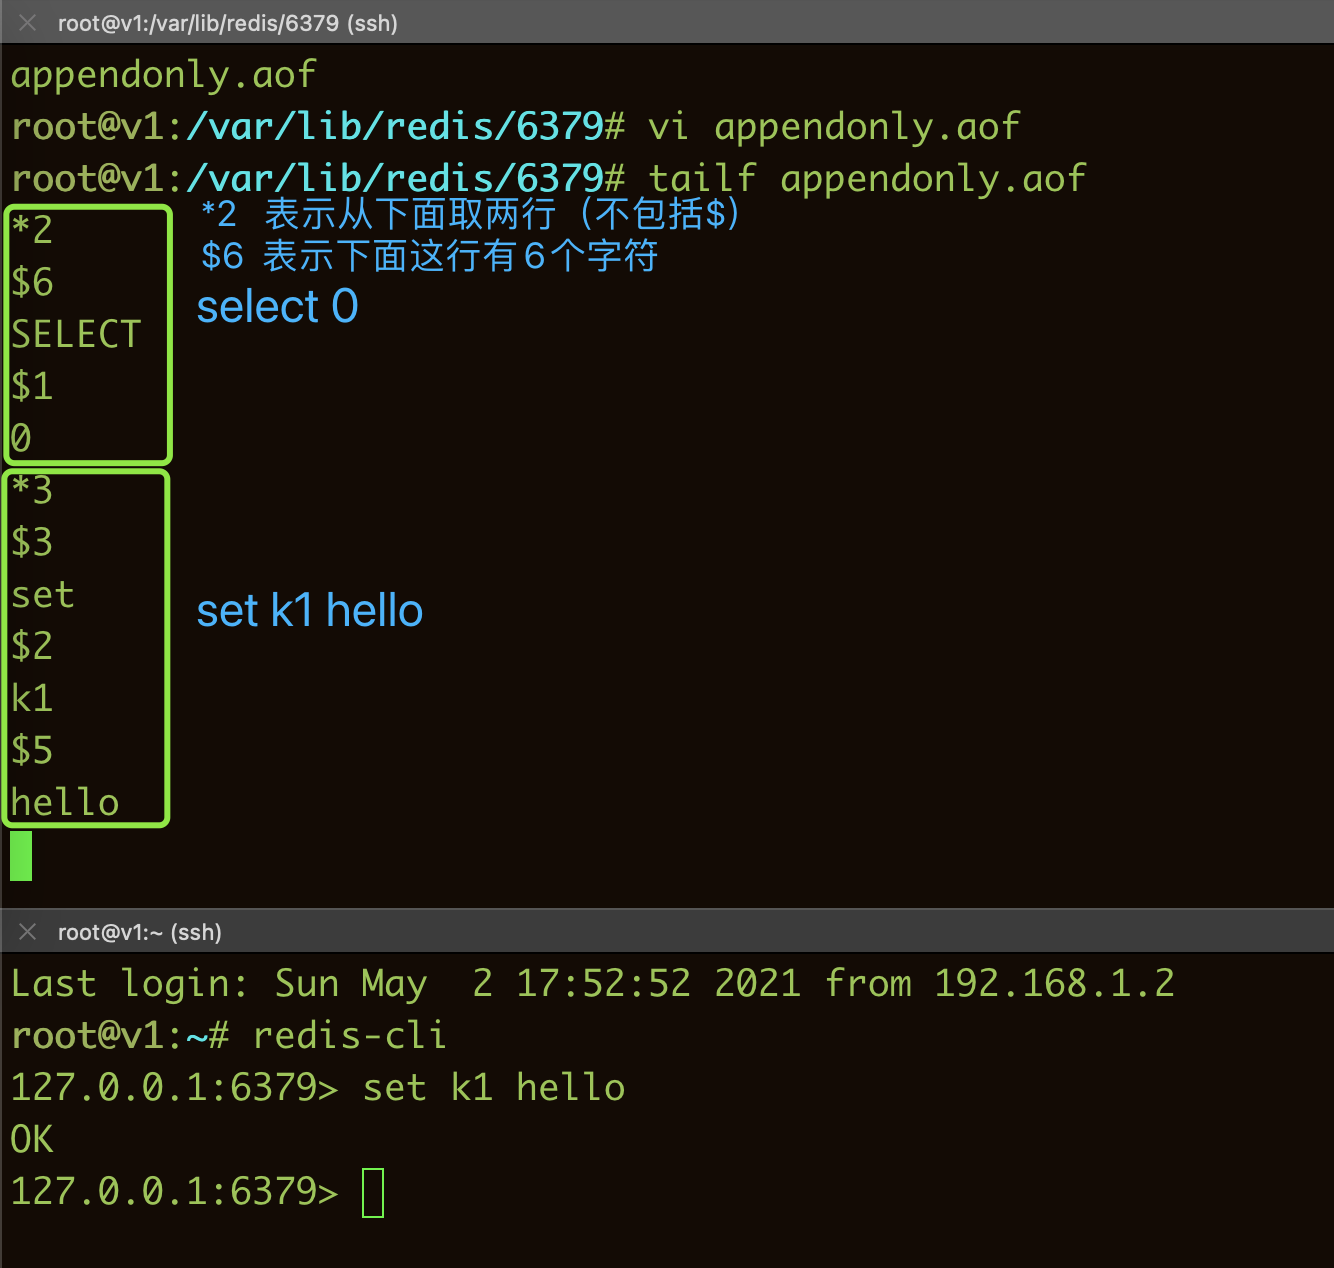 root@v1:/var/lib/redis/6379 (ssh)
appendonly.aof
root@v1:/var/lib/redis/6379# vi appendonly.aof
root@v1:/var/lib/redis/6379# tailf appendonly.aof
*2
*2 表示从下面取两行（不包括$）
$6 表示下面这行有6个字符
$6
select 0
SELECT
$1
0
*3
$3
set
set k1 hello
$2
k1
$5
hello
root@v1:~ (ssh)
Last login: Sun May  2 17:52:52 2021 from 192.168.1.2
root@v1:~# redis-cli
127.0.0.1:6379> set k1 hello
OK
127.0.0.1:6379>